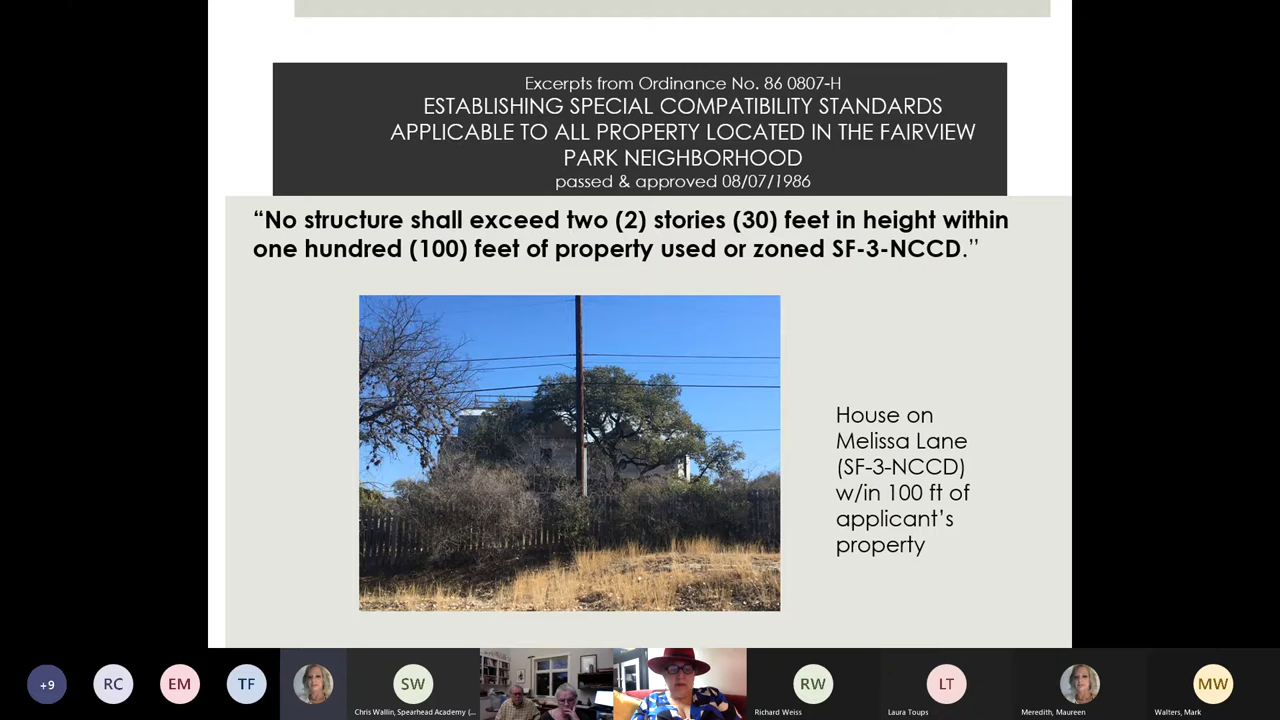 Excerpts from Ordinance No. 86 0807-H
ESTABLISHING SPECIAL COMPATIBILITY STANDARDS
APPLICABLE TO ALL PROPERTY LOCATED IN THE FAIRVIEW
PARK NEIGHBORHOOD
passed & approved 08/07/1986
“No structure shall exceed two (2) stories (30) feet in height within
one hundred (100) feet of property used or zoned SF-3-NCCD.”
House on
Melissa Lane
(SF-3-NCCD)
w/in 100 ft of
applicant’s
property
+9
RC
EM
TF
SW
Chris Wallin, Spearhead Academy (...
RW
Richard Weiss
LT
Laura Toups
Meredith, Maureen
MW
Walters, Mark